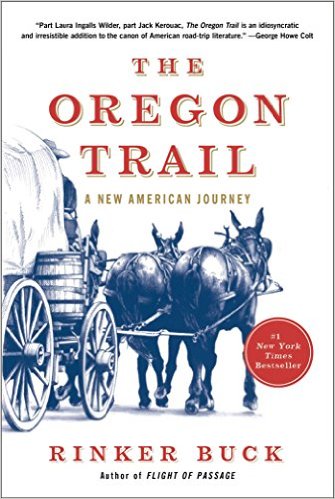 "Part Laura Ingalls Wilder, part Jack Kerouac, The Oregon Trail is an idiosyncratic
and irresistible addition to the canon of American road-trip literature." —George Howe Colt
THE
OREGON
TRAIL
A NEW AMERICAN JOURNEY
#1
New York
Times
Bestseller
RINKER BUCK
Author of FLIGHT OF PASSAGE